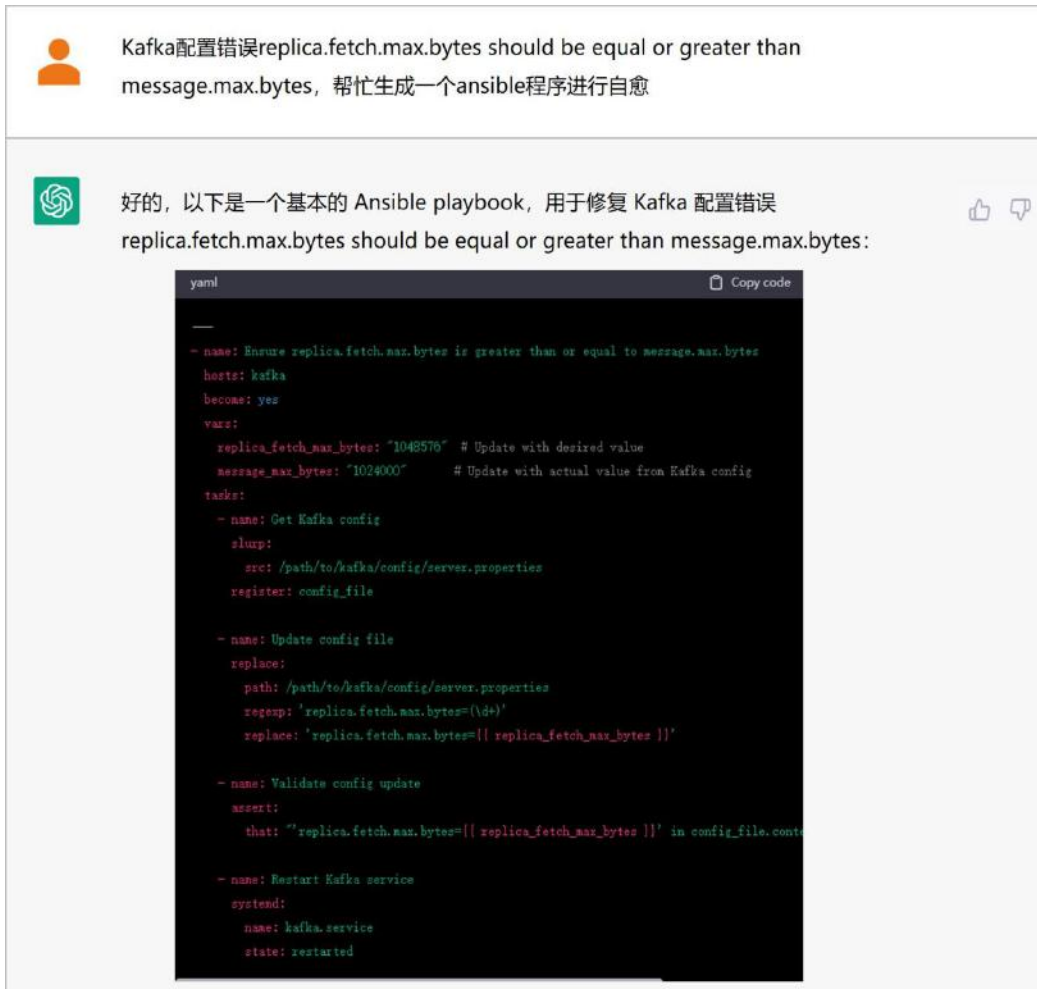 Kafka配置错误replica.fetch.max.bytes should be equal or greater than
message.max.bytes，帮忙生成一个ansible程序进行自愈
好的，以下是一个基本的 Ansible playbook，用于修复 Kafka 配置错误
replica.fetch.max.bytes should be equal or greater than message.max.bytes：
yaml Copy code
---
- name: Ensure replica.fetch.max.bytes is greater than or equal to message.max.bytes
hosts: kafka
become: yes
vars:
replica_fetch_max_bytes: "1048576" # Update with desired value
message_max_bytes: "1024000" # Update with actual value from Kafka config
tasks:
- name: Get Kafka config
slurp:
src: /path/to/kafka/config/server.properties
register: config_file
- name: Update config file
replace:
path: /path/to/kafka/config/server.properties
regexp: 'replica.fetch.max.bytes=(\d+)'
replace: 'replica.fetch.max.bytes={{ replica_fetch_max_bytes }}'
- name: Validate config update
assert:
that: "'replica.fetch.max.bytes={{ replica_fetch_max_bytes }}' in config_file.conte
- name: Restart Kafka service
systemd:
name: kafka.service
state: restarted